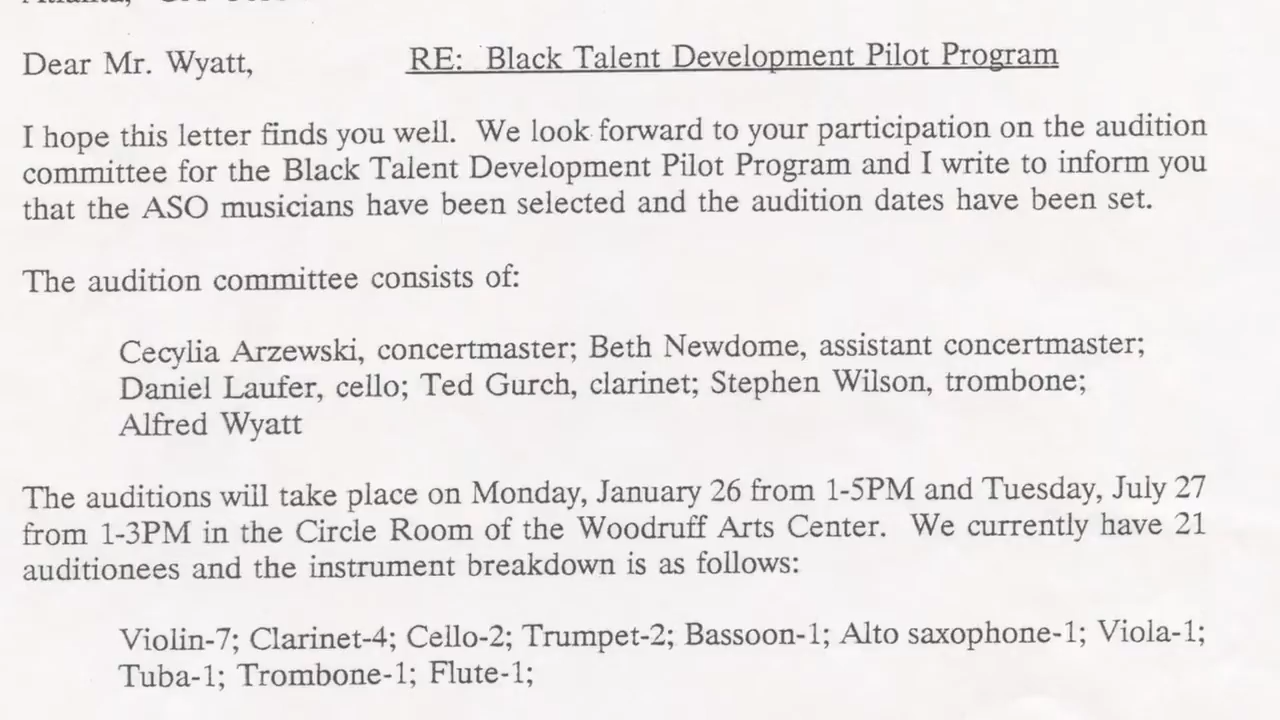 Dear Mr. Wyatt, RE: Black Talent Development Pilot Program
I hope this letter finds you well. We look forward to your participation on the audition
committee for the Black Talent Development Pilot Program and I write to inform you
that the ASO musicians have been selected and the audition dates have been set.
The audition committee consists of:
Cecylia Arzewski, concertmaster; Beth Newdome, assistant concertmaster;
Daniel Laufer, cello; Ted Gurch, clarinet; Stephen Wilson, trombone;
Alfred Wyatt
The auditions will take place on Monday, January 26 from 1-5PM and Tuesday, July 27
from 1-3PM in the Circle Room of the Woodruff Arts Center. We currently have 21
auditionees and the instrument breakdown is as follows:
Violin-7; Clarinet-4; Cello-2; Trumpet-2; Bassoon-1; Alto saxophone-1; Viola-1;
Tuba-1; Trombone-1; Flute-1;